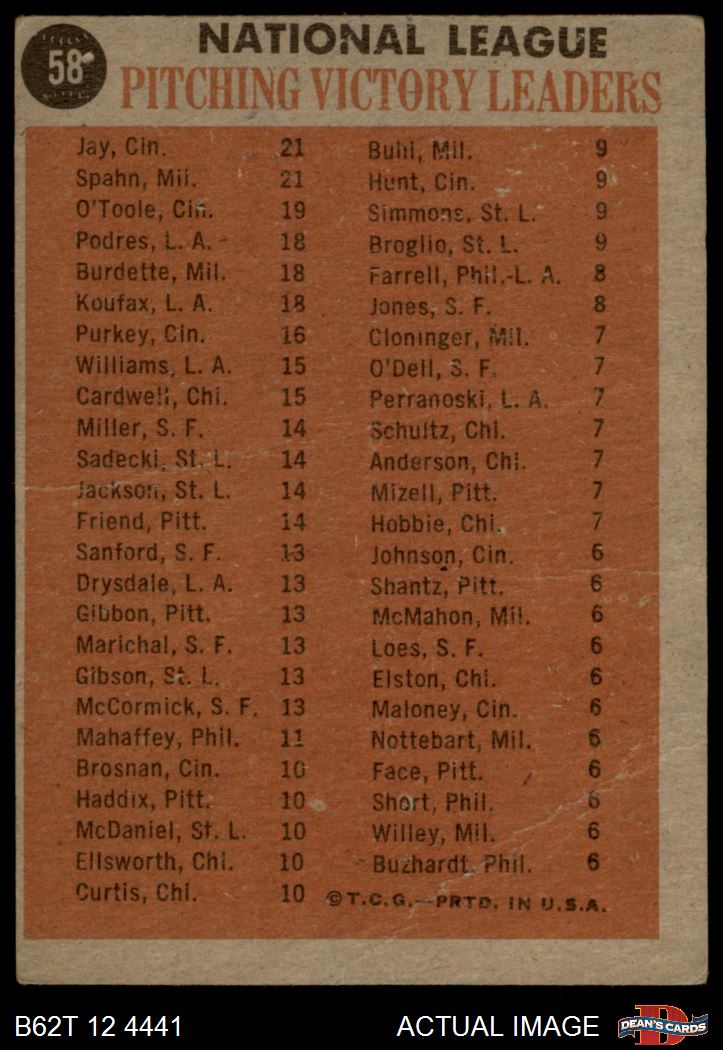 58
NATIONAL LEAGUE
PITCHING VICTORY LEADERS
Jay, Cin. 21
Spahn, Mil. 21
O'Toole, Cin. 19
Podres, L. A. 18
Burdette, Mil. 18
Koufax, L. A. 18
Purkey, Cin. 16
Williams, L. A. 15
Cardwell, Chi. 15
Miller, S. F. 14
Sadecki, St. L. 14
Jackson, St. L. 14
Friend, Pitt. 14
Sanford, S. F. 13
Drysdale, L. A. 13
Gibbon, Pitt. 13
Marichal, S. F. 13
Gibson, St. L. 13
McCormick, S. F. 13
Mahaffey, Phil. 11
Brosnan, Cin. 10
Haddix, Pitt. 10
McDaniel, St. L. 10
Ellsworth, Chi. 10
Curtis, Chi. 10
Buhl, Mil. 9
Hunt, Cin. 9
Simmons, St. L. 9
Broglio, St. L. 9
Farrell, Phil.-L. A. 8
Jones, S. F. 8
Cloninger, Mil. 7
O'Dell, S. F. 7
Perranoski, L. A. 7
Schultz, Chi. 7
Anderson, Chi. 7
Mizell, Pitt. 7
Hobbie, Chi. 7
Johnson, Cin. 6
Shantz, Pitt. 6
McMahon, Mil. 6
Loes, S. F. 6
Elston, Chi. 6
Maloney, Cin. 6
Nottebart, Mil. 6
Face, Pitt. 6
Short, Phil. 6
Willey, Mil. 6
Buzhardt, Phil. 6
©T.C.G.—PRTD. IN U.S.A.
B62T 12 4441
ACTUAL IMAGE
DEAN'S CARDS